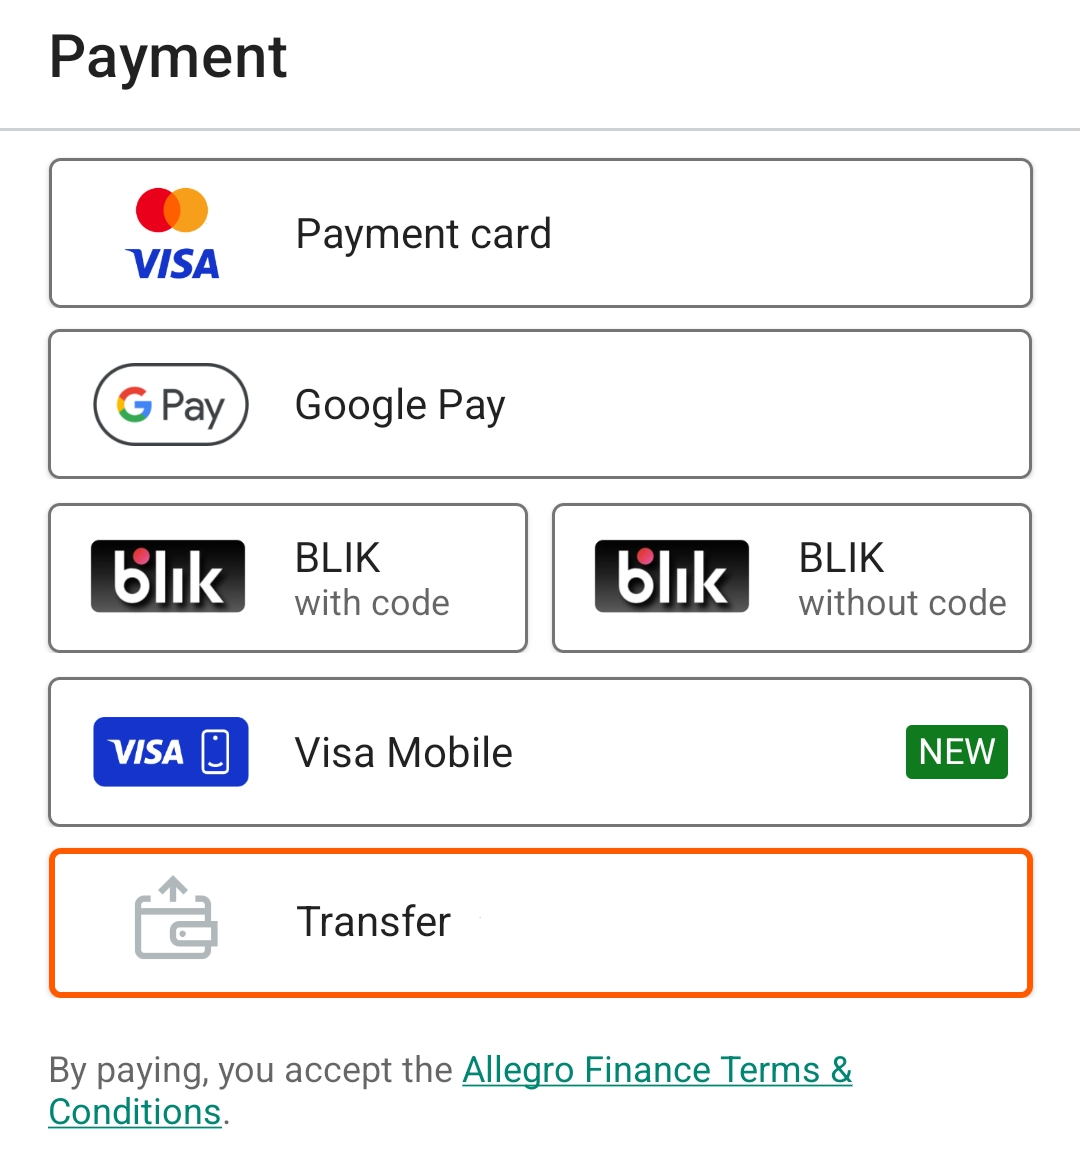 Payment
VISA
Payment card
G Pay
Google Pay
blik
BLIK
with code
blik
BLIK
without code
VISA
Visa Mobile
NEW
Transfer
By paying, you accept the Allegro Finance Terms &
Conditions.